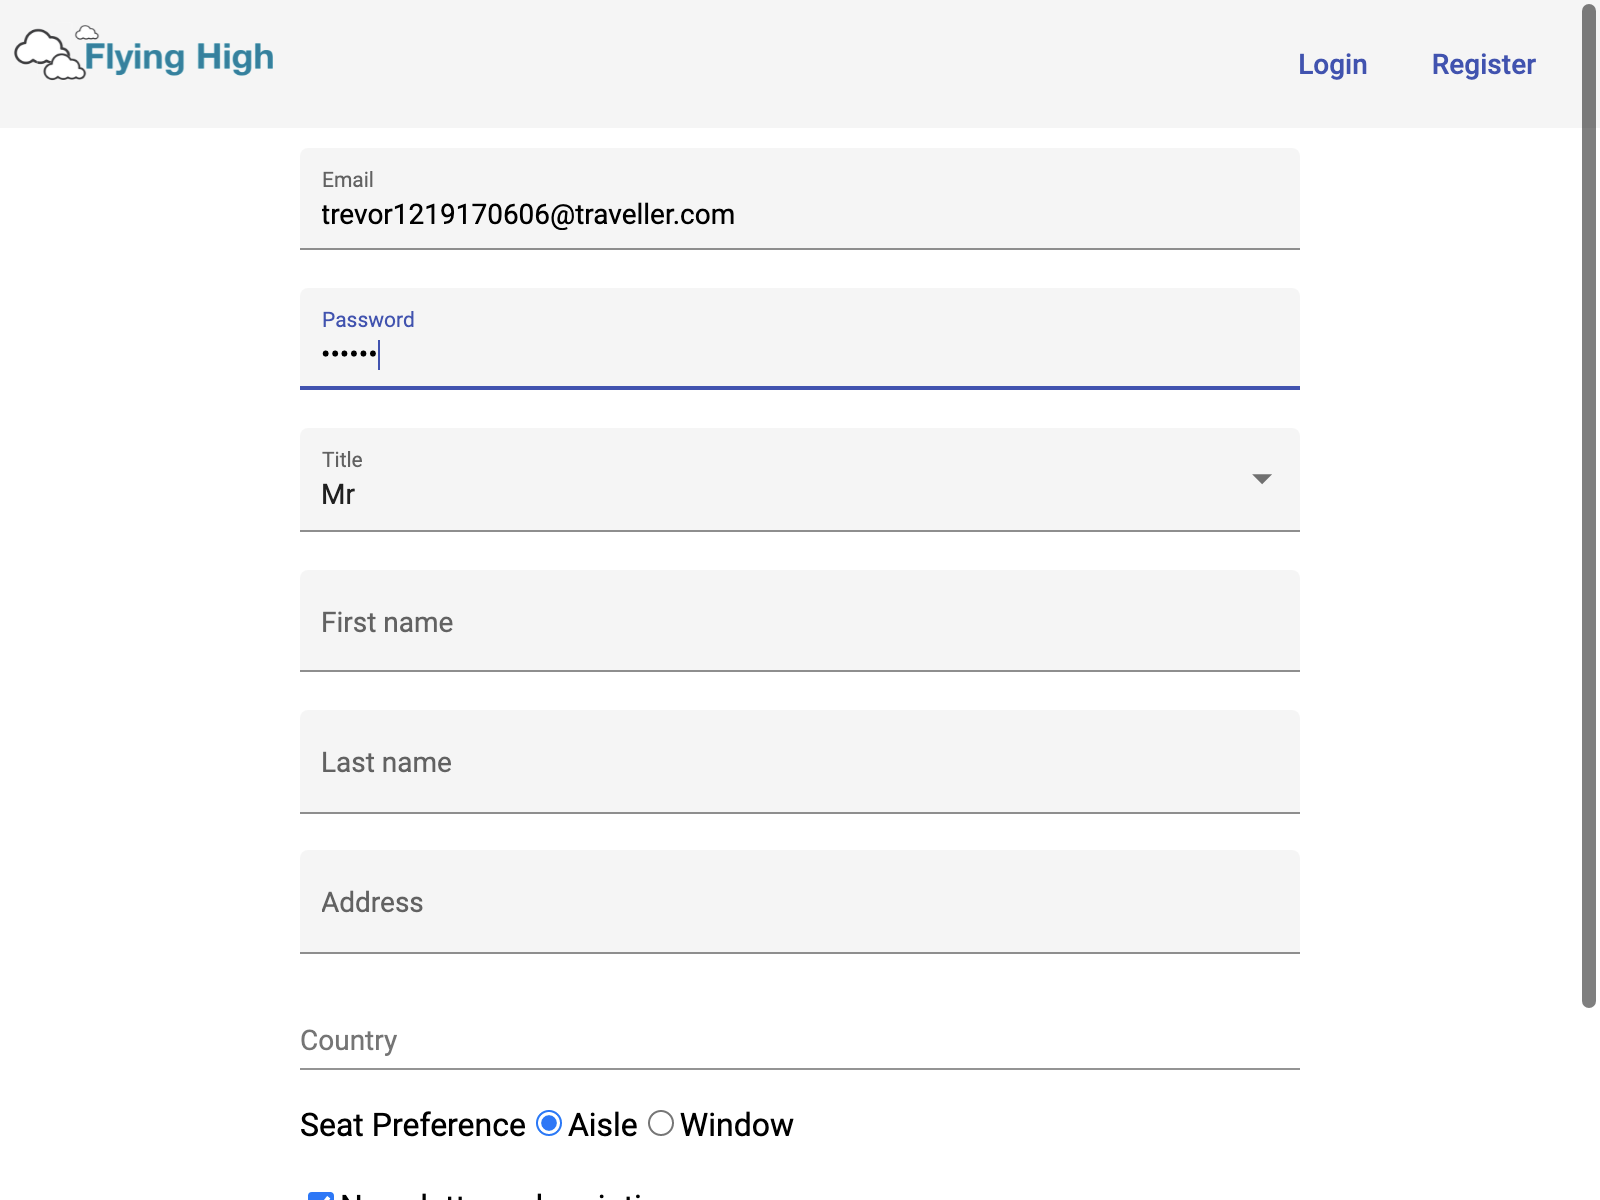 Flying High
Login Register
Email
trevor1219170606@traveller.com
Password
••••••
Title
Mr
First name
Last name
Address
Country
Seat Preference Aisle Window